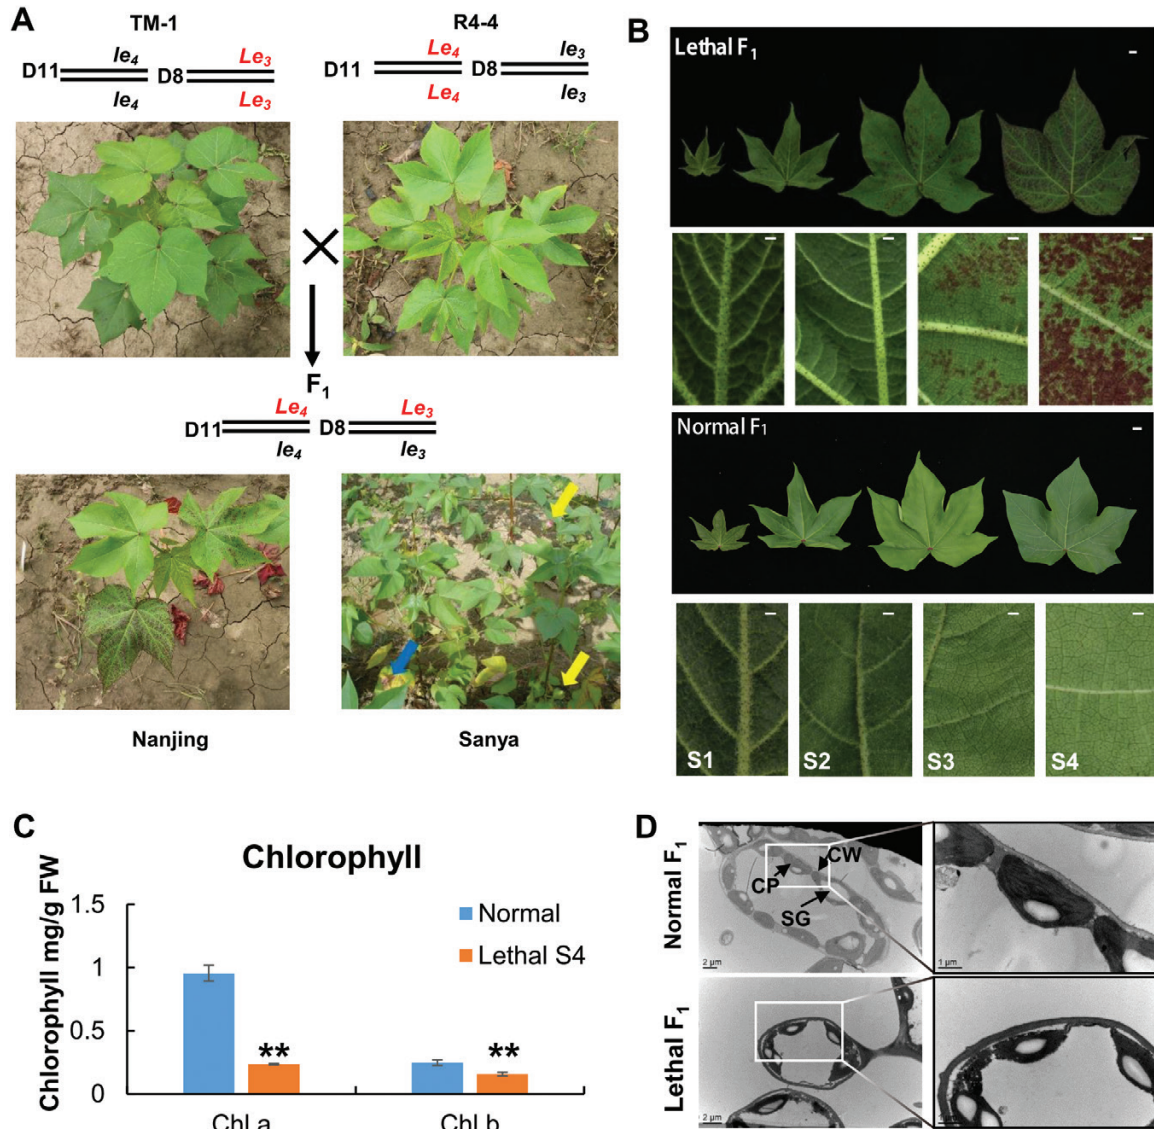 A
TM-1
R4-4
le4
Le3
D11
D8
le4
Le3
Le4
le3
D11
D8
Le4
le3
F1
Le4
Le3
D11
D8
le4
le3
Nanjing
Sanya
B
Lethal F1
Normal F1
S1
S2
S3
S4
C
Chlorophyll
Chlorophyll mg/g FW
1.5
1
0.5
0
Normal
Lethal S4
**
**
Chl a
Chl b
D
Normal F1
CW
CP
SG
2 µm
1 µm
Lethal F1
2 µm